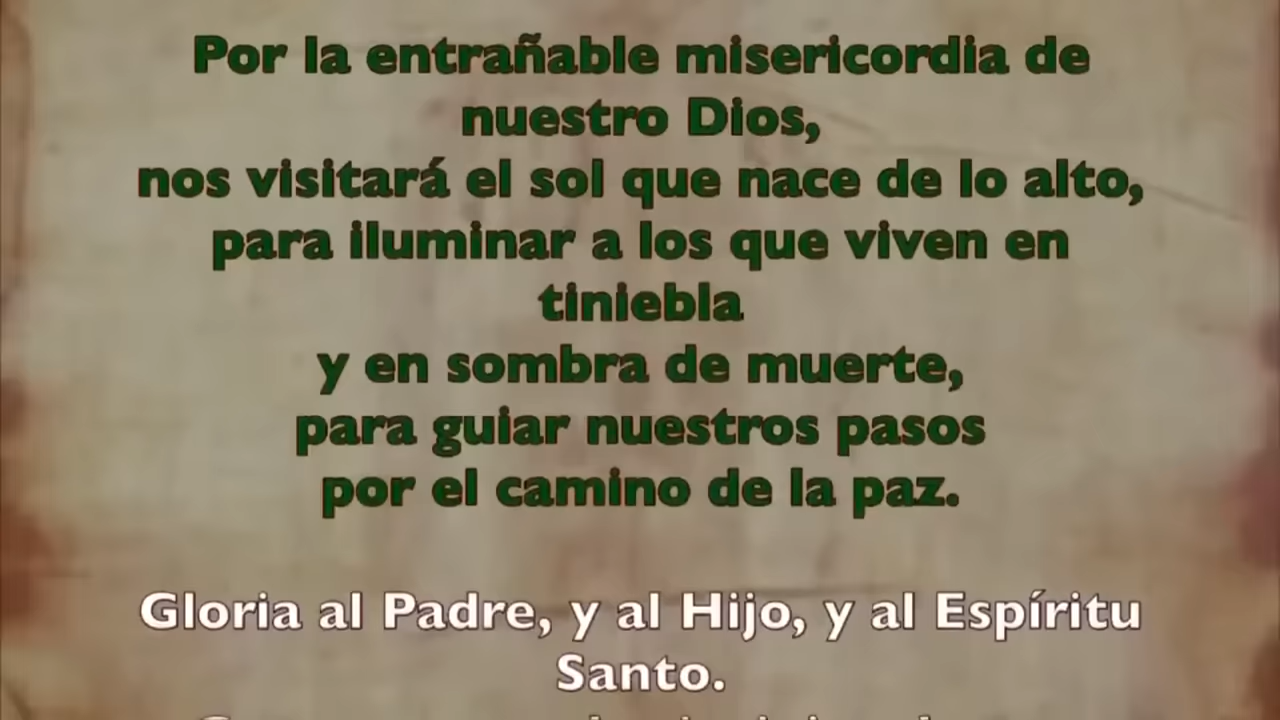 Por la entrañable misericordia de
nuestro Dios,
nos visitará el sol que nace de lo alto,
para iluminar a los que viven en
tiniebla
y en sombra de muerte,
para guiar nuestros pasos
por el camino de la paz.
Gloria al Padre, y al Hijo, y al Espíritu
Santo.